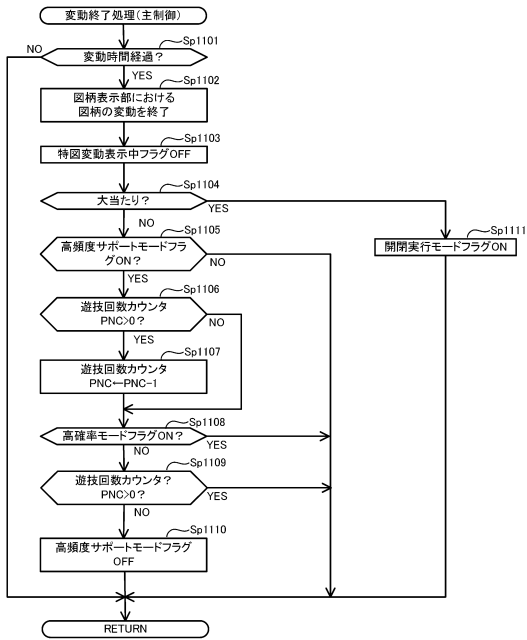 変動終了処理(主制御)
Sp1101
NO
変動時間経過?
YES
Sp1102
図柄表示部における
図柄の変動を終了
Sp1103
特図変動表示中フラグOFF
Sp1104
大当たり?
YES
NO
Sp1105
高頻度サポートモードフラ
グON?
NO
YES
Sp1111
開閉実行モードフラグON
Sp1106
遊技回数カウンタ
PNC>0?
NO
YES
Sp1107
遊技回数カウンタ
PNC←PNC-1
Sp1108
高確率モードフラグON?
YES
NO
Sp1109
遊技回数カウンタ?
PNC>0?
YES
NO
Sp1110
高頻度サポートモードフラグ
OFF
RETURN